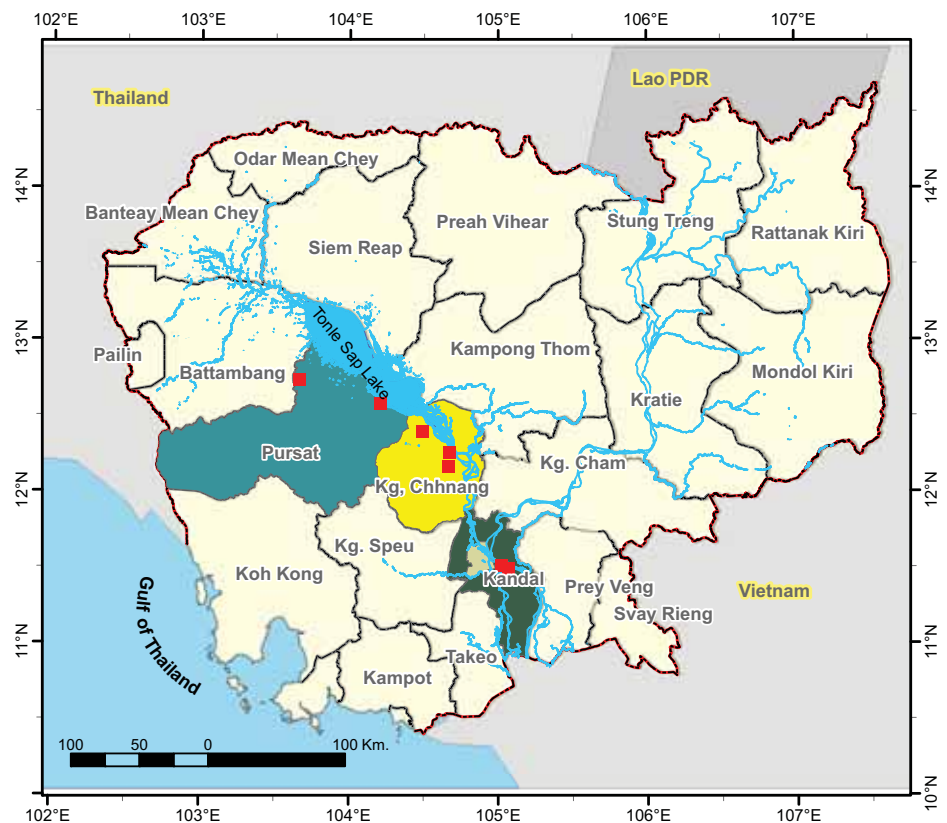 102°E 103°E 104°E 105°E 106°E 107°E
Lao PDR
Thailand
Odar Mean Chey
14°N 14°N
Banteay Mean Chey
Preah Vihear
Stung Treng
Rattanak Kiri
Siem Reap
13°N 13°N
Tonle Sap Lake
Pailin
Kampong Thom
Battambang
Mondol Kiri
Kratie
Pursat
Kg. Cham
12°N 12°N
Kg, Chhnang
Kg. Speu
Koh Kong
Kandal
Prey Veng
Vietnam
Svay Rieng
Gulf of Thailand
11°N 11°N
Takeo
Kampot
100 50 0 100 Km.
10°N
102°E 103°E 104°E 105°E 106°E 107°E